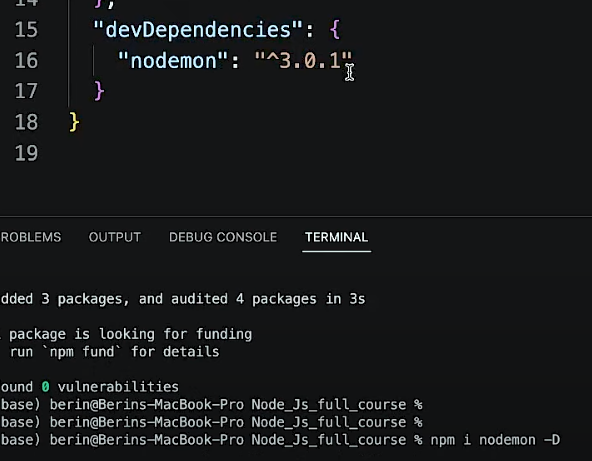 14 },
15 "devDependencies": {
16 "nodemon": "^3.0.1"
17 }
18 }
19
ROBLEMS OUTPUT DEBUG CONSOLE TERMINAL
dded 3 packages, and audited 4 packages in 3s
package is looking for funding
run `npm fund` for details
ound 0 vulnerabilities
base) berin@Berins-MacBook-Pro Node_Js_full_course %
base) berin@Berins-MacBook-Pro Node_Js_full_course %
base) berin@Berins-MacBook-Pro Node_Js_full_course % npm i nodemon -D